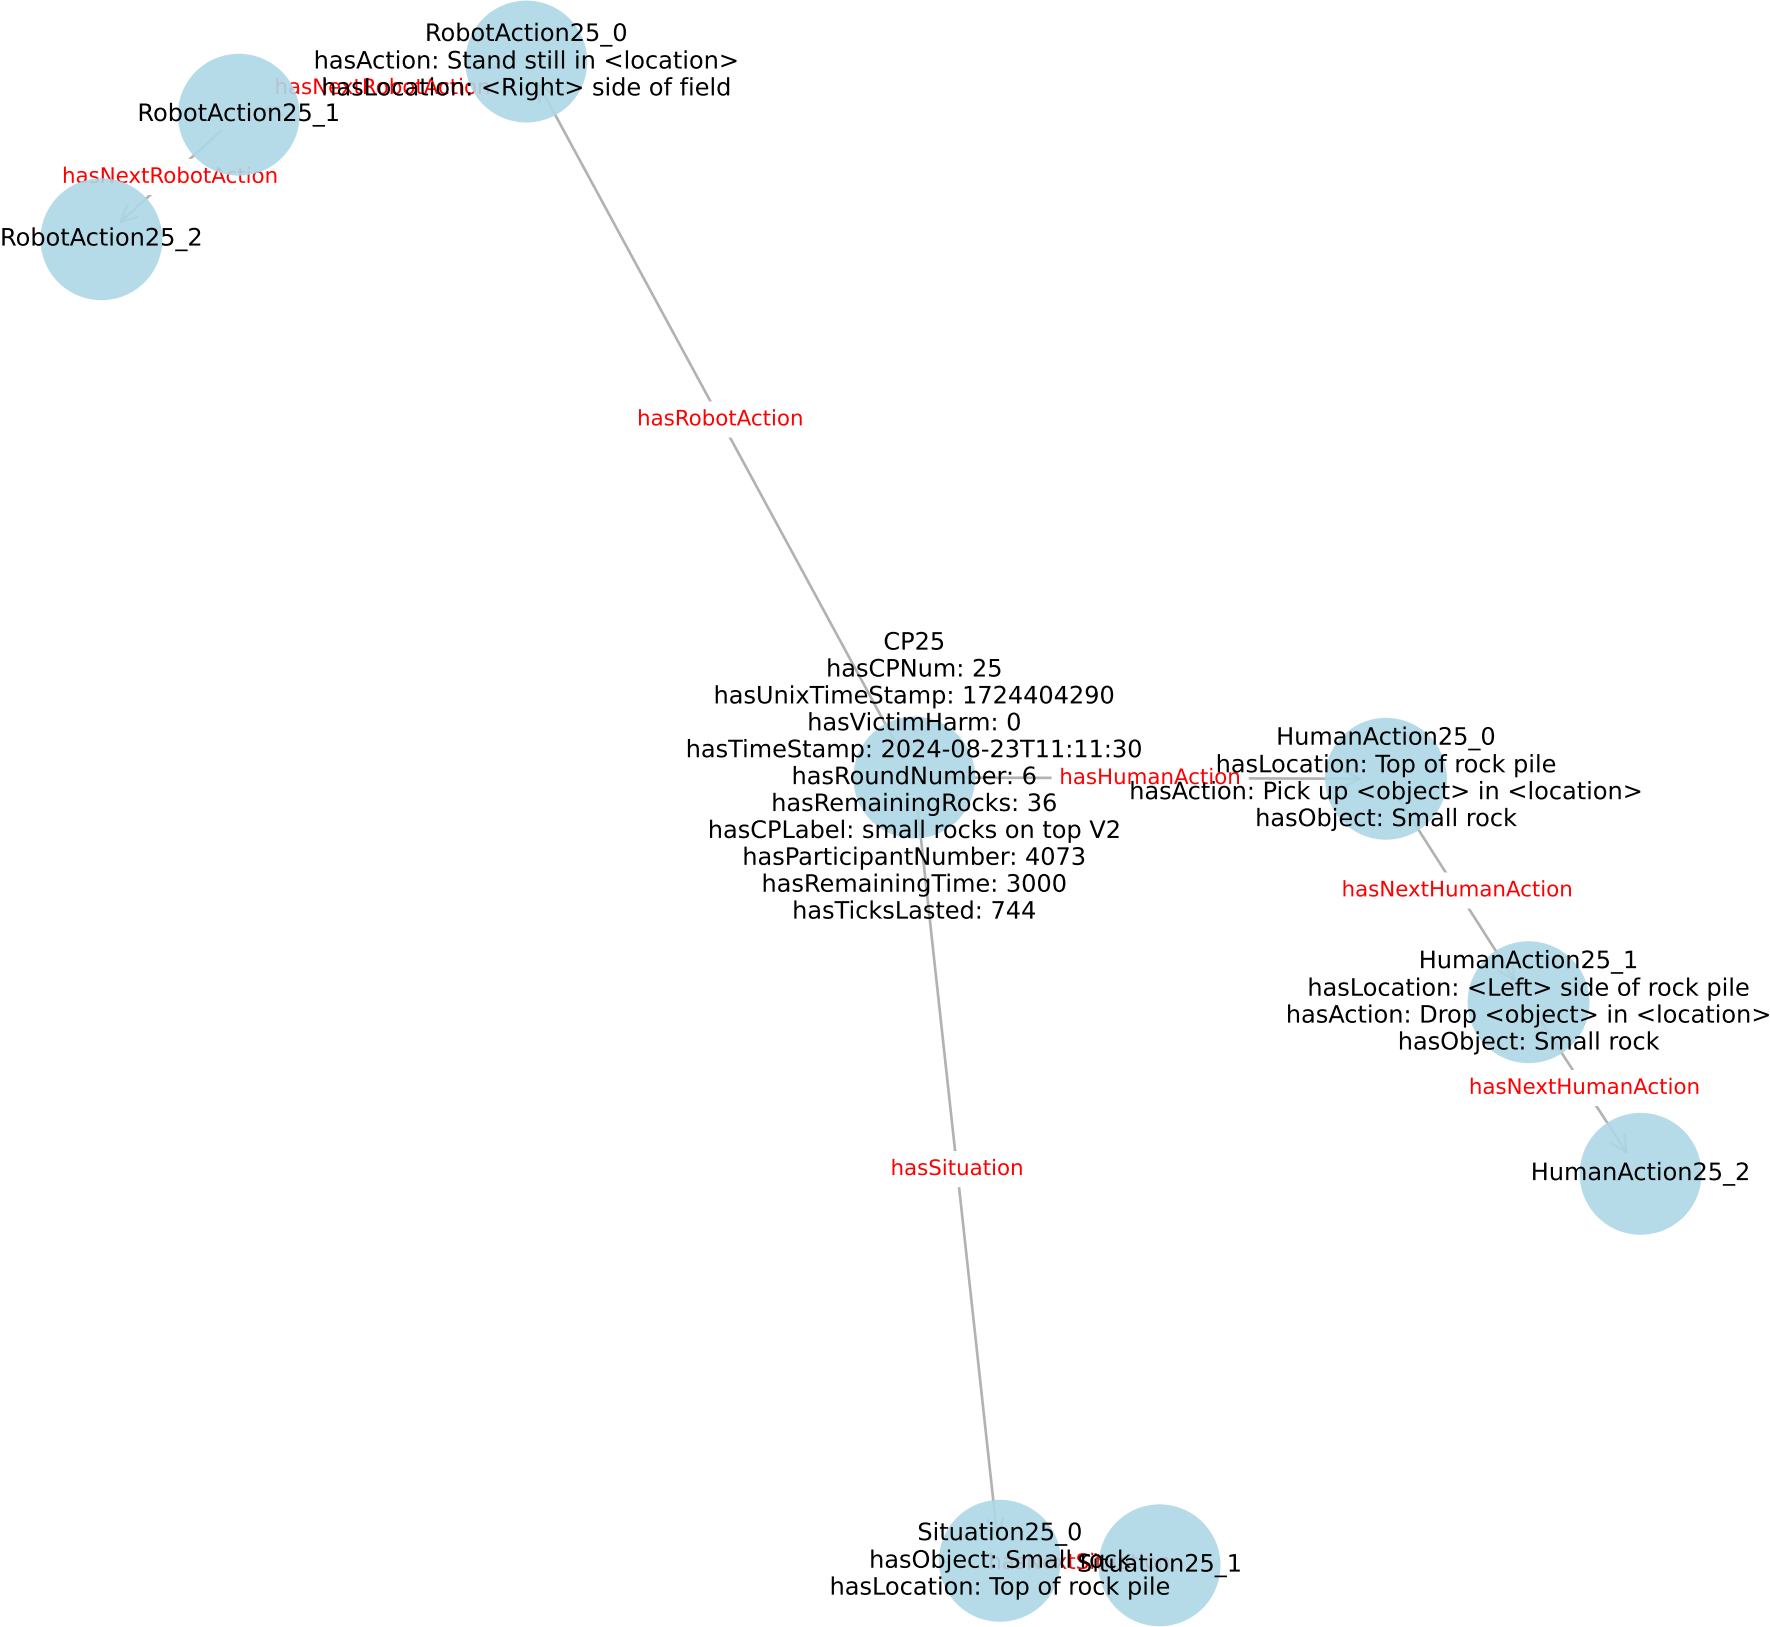 RobotAction25_0
hasAction: Stand still in <location>
hasLocation: <Right> side of field
hasNextRobotAction
RobotAction25_1
hasNextRobotAction
RobotAction25_2
hasRobotAction
CP25
hasCPNum: 25
hasUnixTimeStamp: 1724404290
hasVictimHarm: 0
hasTimeStamp: 2024-08-23T11:11:30
hasRoundNumber: 6
hasRemainingRocks: 36
hasCPLabel: small rocks on top V2
hasParticipantNumber: 4073
hasRemainingTime: 3000
hasTicksLasted: 744
hasHumanAction
HumanAction25_0
hasLocation: Top of rock pile
hasAction: Pick up <object> in <location>
hasObject: Small rock
hasNextHumanAction
HumanAction25_1
hasLocation: <Left> side of rock pile
hasAction: Drop <object> in <location>
hasObject: Small rock
hasNextHumanAction
HumanAction25_2
hasSituation
Situation25_0
hasObject: Small rock
hasLocation: Top of rock pile
Situation25_1